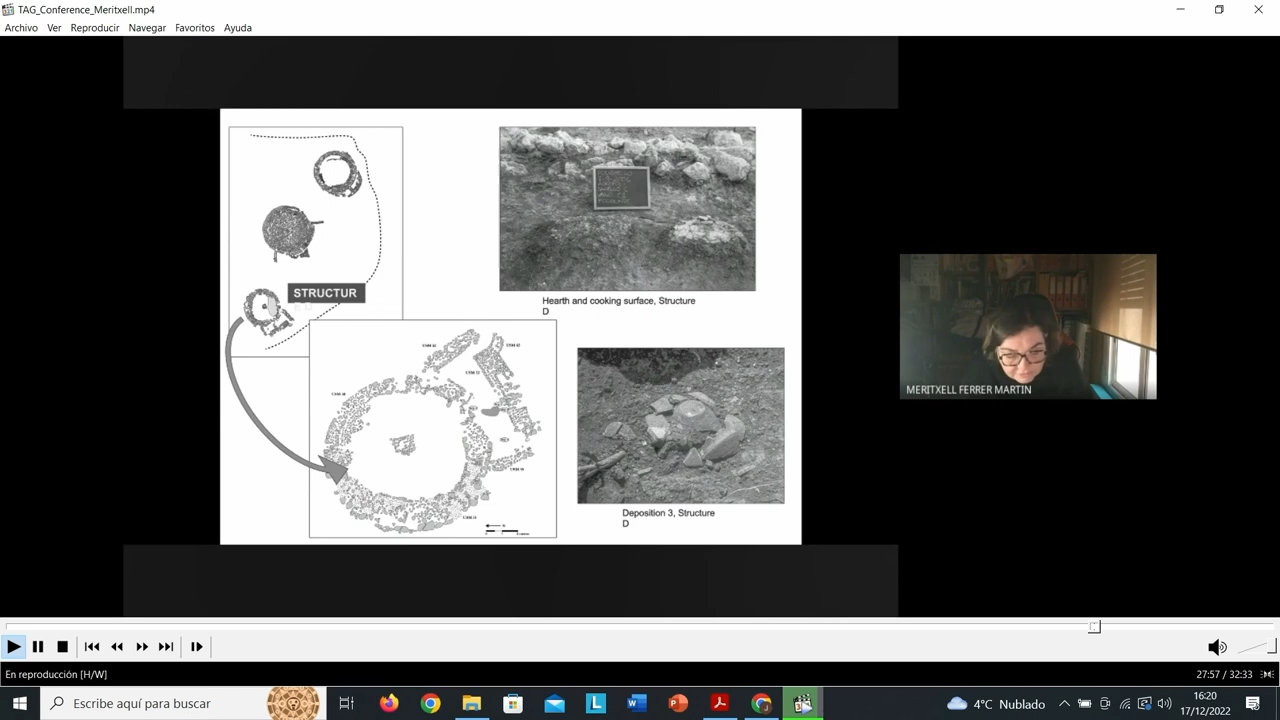 TAG_Conference_Meritxell.mp4
Archivo Ver Reproducir Navegar Favoritos Ayuda
STRUCTUR
Hearth and cooking surface, Structure
D
Deposition 3, Structure
D
MERITXELL FERRER MARTIN
En reproducción [H/W]
27:57 / 32:33
Escribe aquí para buscar
4°C Nublado
16:20
17/12/2022